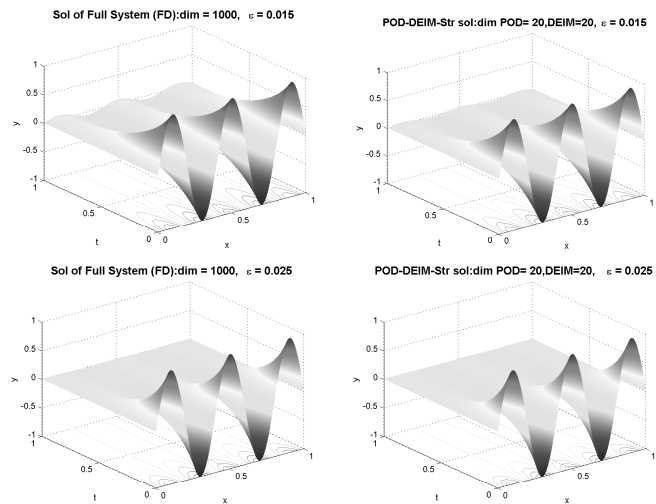 Sol of Full System (FD):dim = 1000, ε = 0.015
1
0.5
0
-0.5
-1
y
1
0.5
0
t
0
0.5
1
x
POD-DEIM-Str sol:dim POD= 20,DEIM=20, ε = 0.015
1
0.5
0
-0.5
-1
y
1
0.5
0
t
0
0.5
1
x
Sol of Full System (FD):dim = 1000, ε = 0.025
1
0.5
0
-0.5
-1
y
1
0.5
0
t
0
0.5
1
x
POD-DEIM-Str sol:dim POD= 20,DEIM=20, ε = 0.025
1
0.5
0
-0.5
-1
y
1
0.5
0
t
0
0.5
1
x